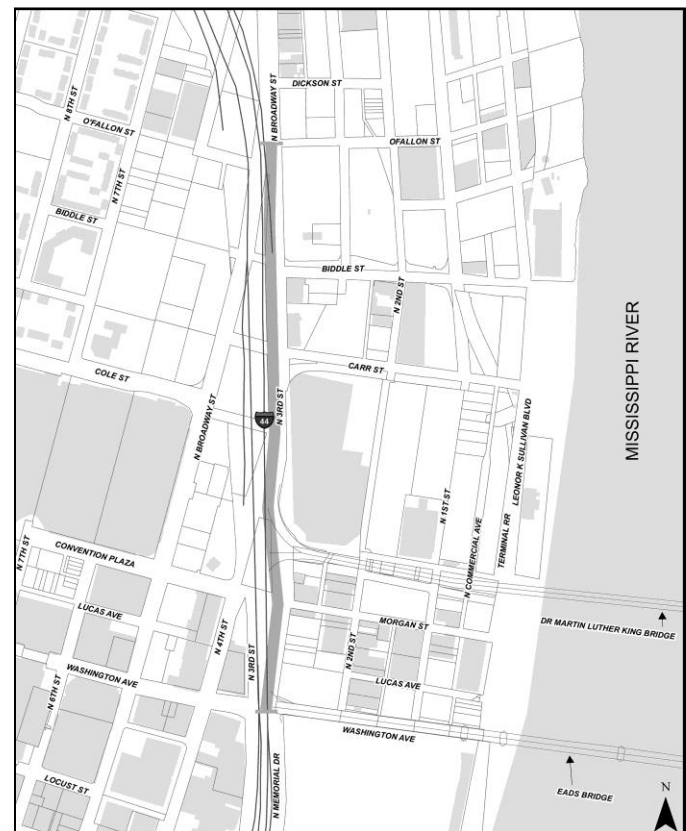 DICKSON ST
N BROADWAY ST
N 8TH ST
O'FALLON ST
OFALLON ST
N 7TH ST
BIDDLE ST
BIDDLE ST
N 2ND ST
MISSISSIPPI RIVER
CARR ST
COLE ST
N BROADWAY ST
44
N 3RD ST
LEONOR K SULLIVAN BLVD
N 1ST ST
N COMMERCIAL AVE
TERMINAL RR
N 7TH ST
CONVENTION PLAZA
LUCAS AVE
MORGAN ST
DR MARTIN LUTHER KING BRIDGE
N 4TH ST
N 3RD ST
N 2ND ST
WASHINGTON AVE
LUCAS AVE
N 6TH ST
WASHINGTON AVE
LOCUST ST
N MEMORIAL DR
EADS BRIDGE
N